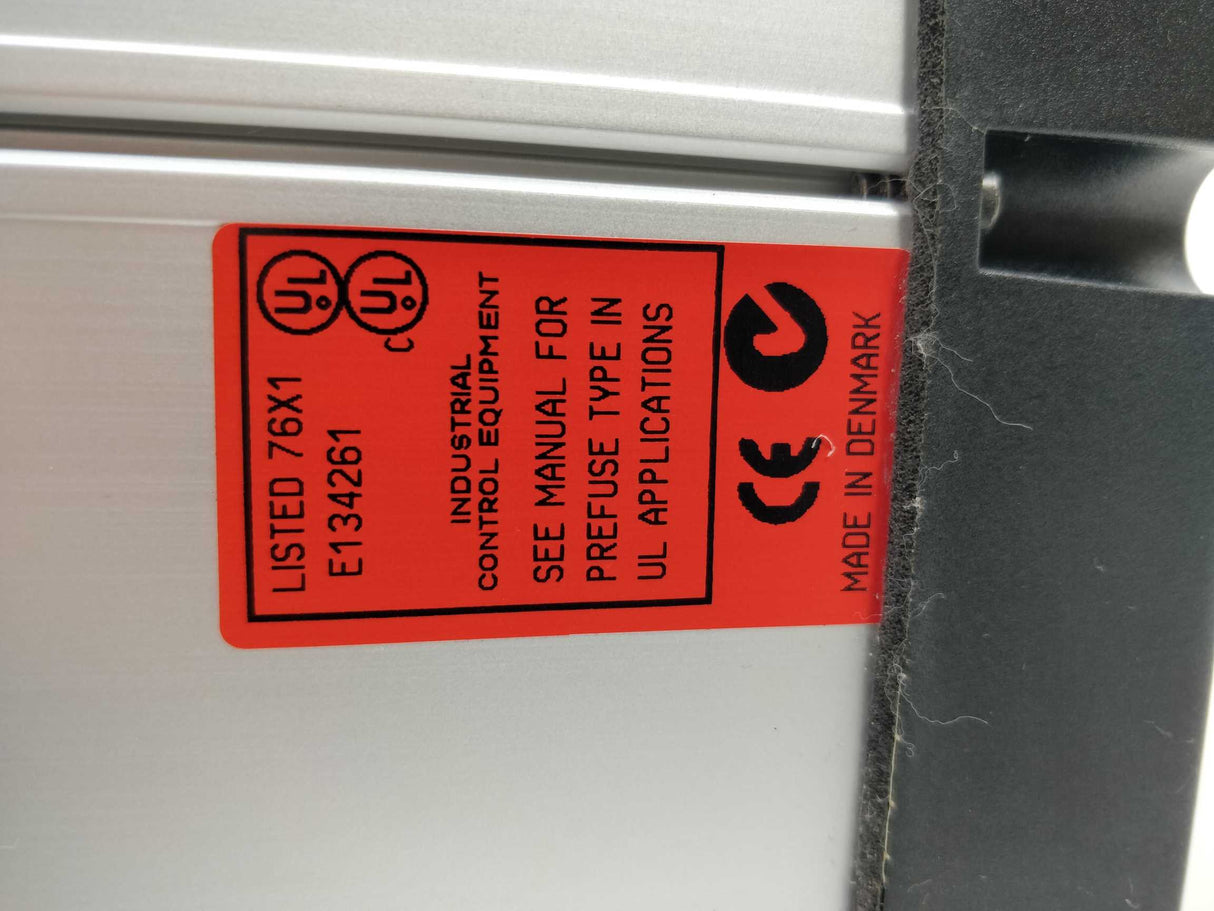 LISTED 76X1
E134261
UL
c UL
INDUSTRIAL
CONTROL EQUIPMENT
SEE MANUAL FOR
PREFUSE TYPE IN
UL APPLICATIONS
CE
MADE IN DENMARK